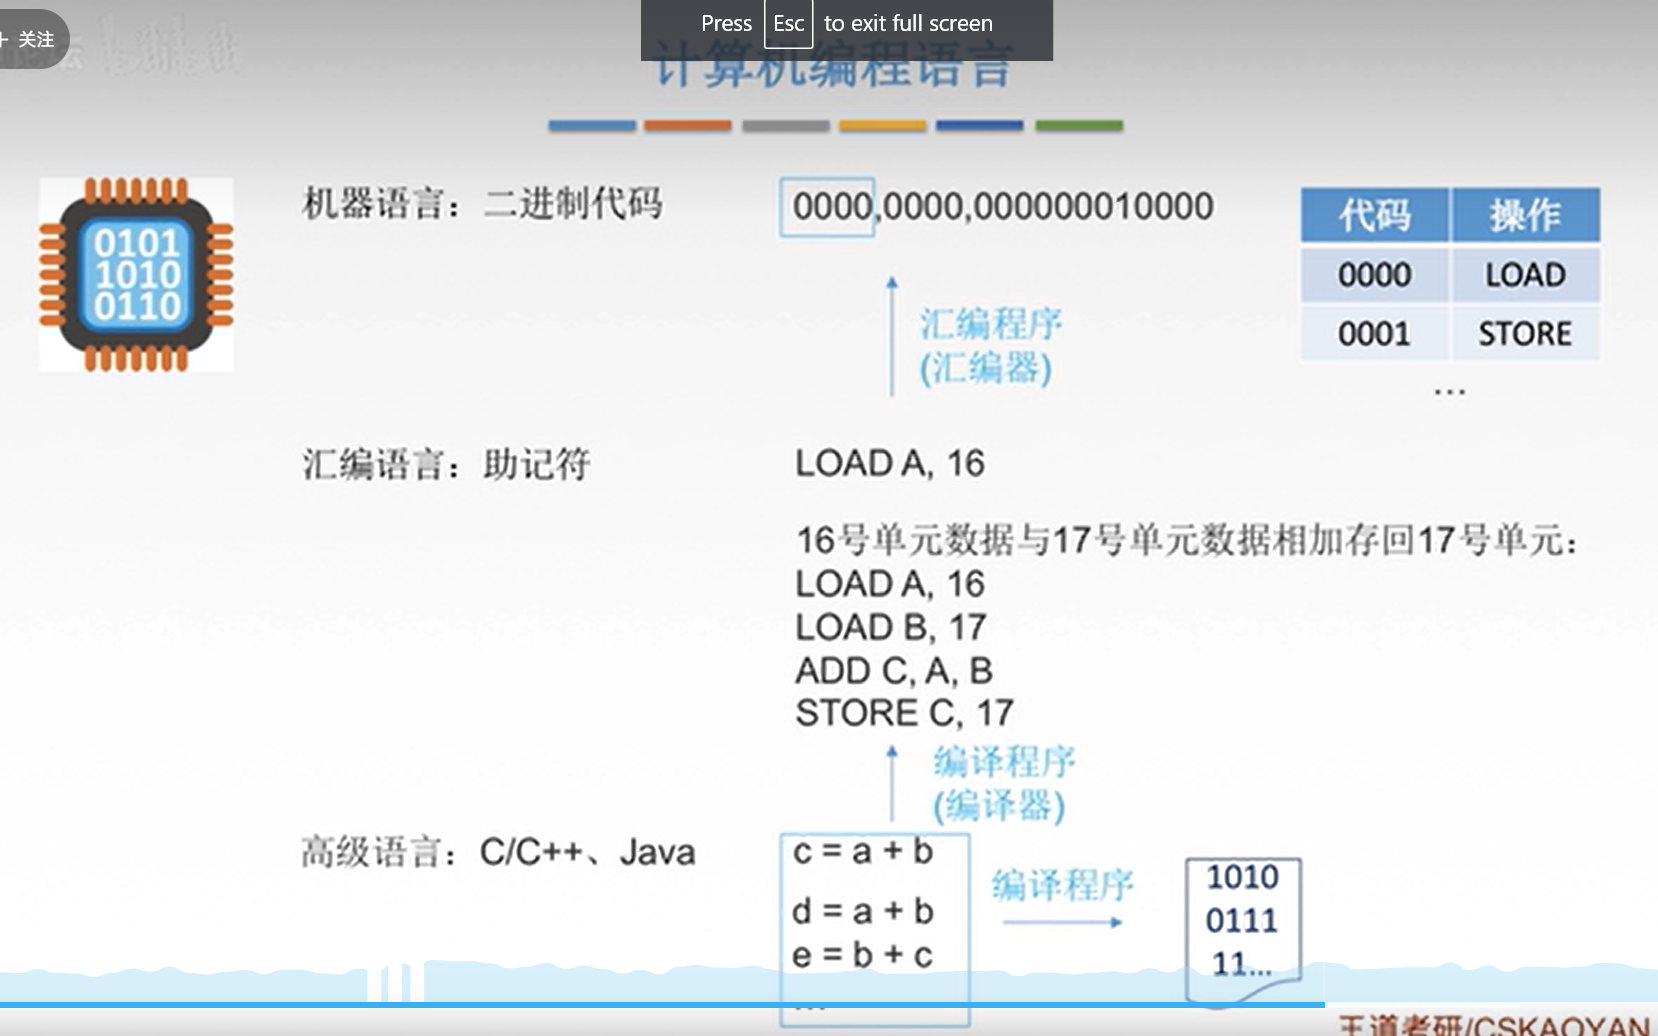 Press Esc to exit full screen
+ 关注
计算机编程语言
0101
1010
0110
机器语言：二进制代码
0000,0000,000000010000
代码 操作
0000 LOAD
0001 STORE
...
汇编程序
(汇编器)
汇编语言：助记符
LOAD A, 16
16号单元数据与17号单元数据相加存回17号单元：
LOAD A, 16
LOAD B, 17
ADD C, A, B
STORE C, 17
编译程序
(编译器)
高级语言：C/C++、Java
c = a + b
d = a + b
e = b + c
...
编译程序
1010
0111
11...
王道考研/CSKAOYAN